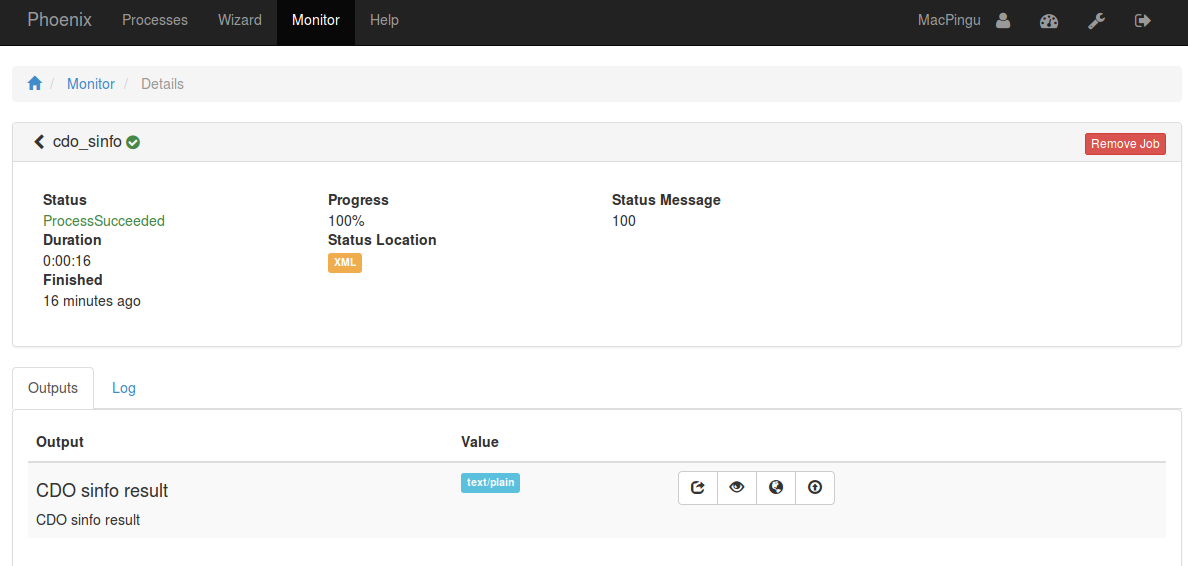 Phoenix Processes Wizard Monitor Help MacPingu
Monitor / Details
cdo_sinfo Remove Job
Status Progress Status Message
ProcessSucceeded 100% 100
Duration Status Location
0:00:16 XML
Finished
16 minutes ago
Outputs Log
Output Value
CDO sinfo result text/plain
CDO sinfo result